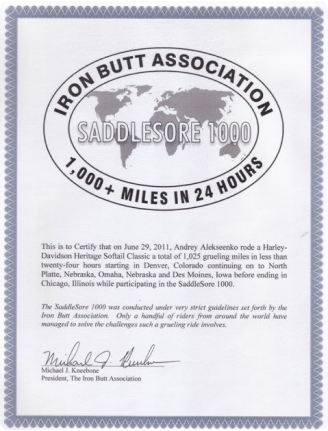 IRON BUTT ASSOCIATION
SADDLESORE 1000
1,000+ MILES IN 24 HOURS
This is to Certify that on June 29, 2011, Andrey Alekseenko rode a Harley-
Davidson Heritage Softail Classic a total of 1,025 grueling miles in less than
twenty-four hours starting in Denver, Colorado continuing on to North
Platte, Nebraska, Omaha, Nebraska and Des Moines, Iowa before ending in
Chicago, Illinois while participating in the SaddleSore 1000.
The SaddleSore 1000 was conducted under very strict guidelines set forth by the
Iron Butt Association. Only a handful of riders from around the world have
managed to solve the challenges such a grueling ride involves.
Michael J. Kneebone
Michael J. Kneebone
President, The Iron Butt Association